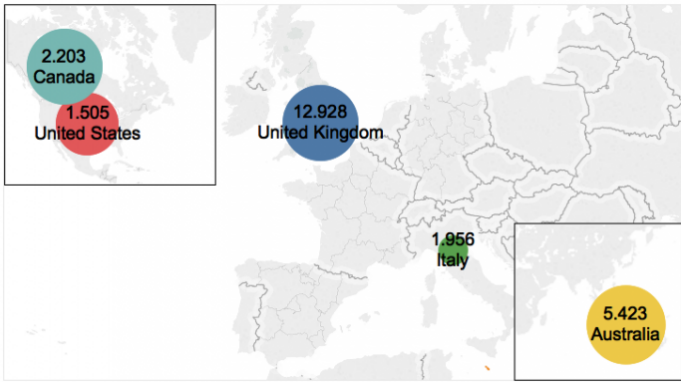 2.203
Canada
1.505
United States
12.928
United Kingdom
1.956
Italy
5.423
Australia